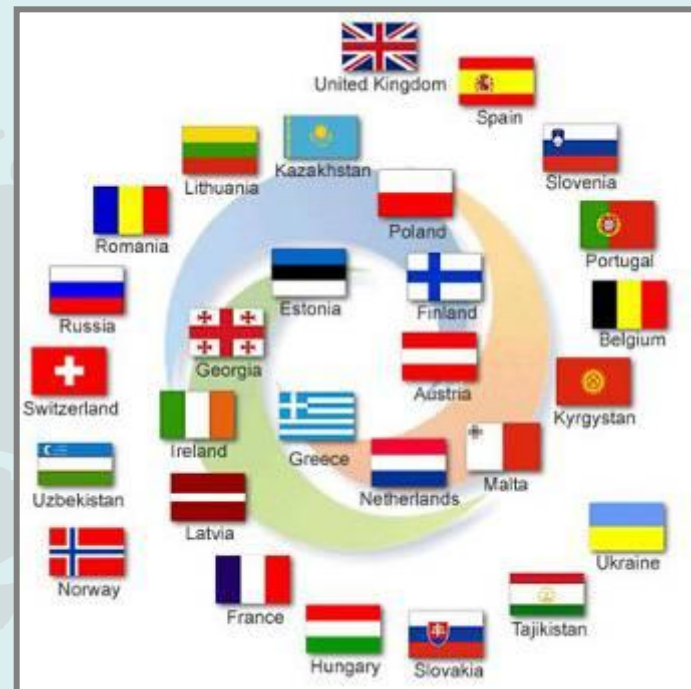 United Kingdom
Spain
Lithuania
Kazakhstan
Slovenia
Romania
Poland
Portugal
Russia
Estonia
Finland
Belgium
Georgia
Austria
Switzerland
Kyrgystan
Ireland
Greece
Netherlands
Malta
Uzbekistan
Latvia
Ukraine
Norway
France
Tajikistan
Hungary
Slovakia